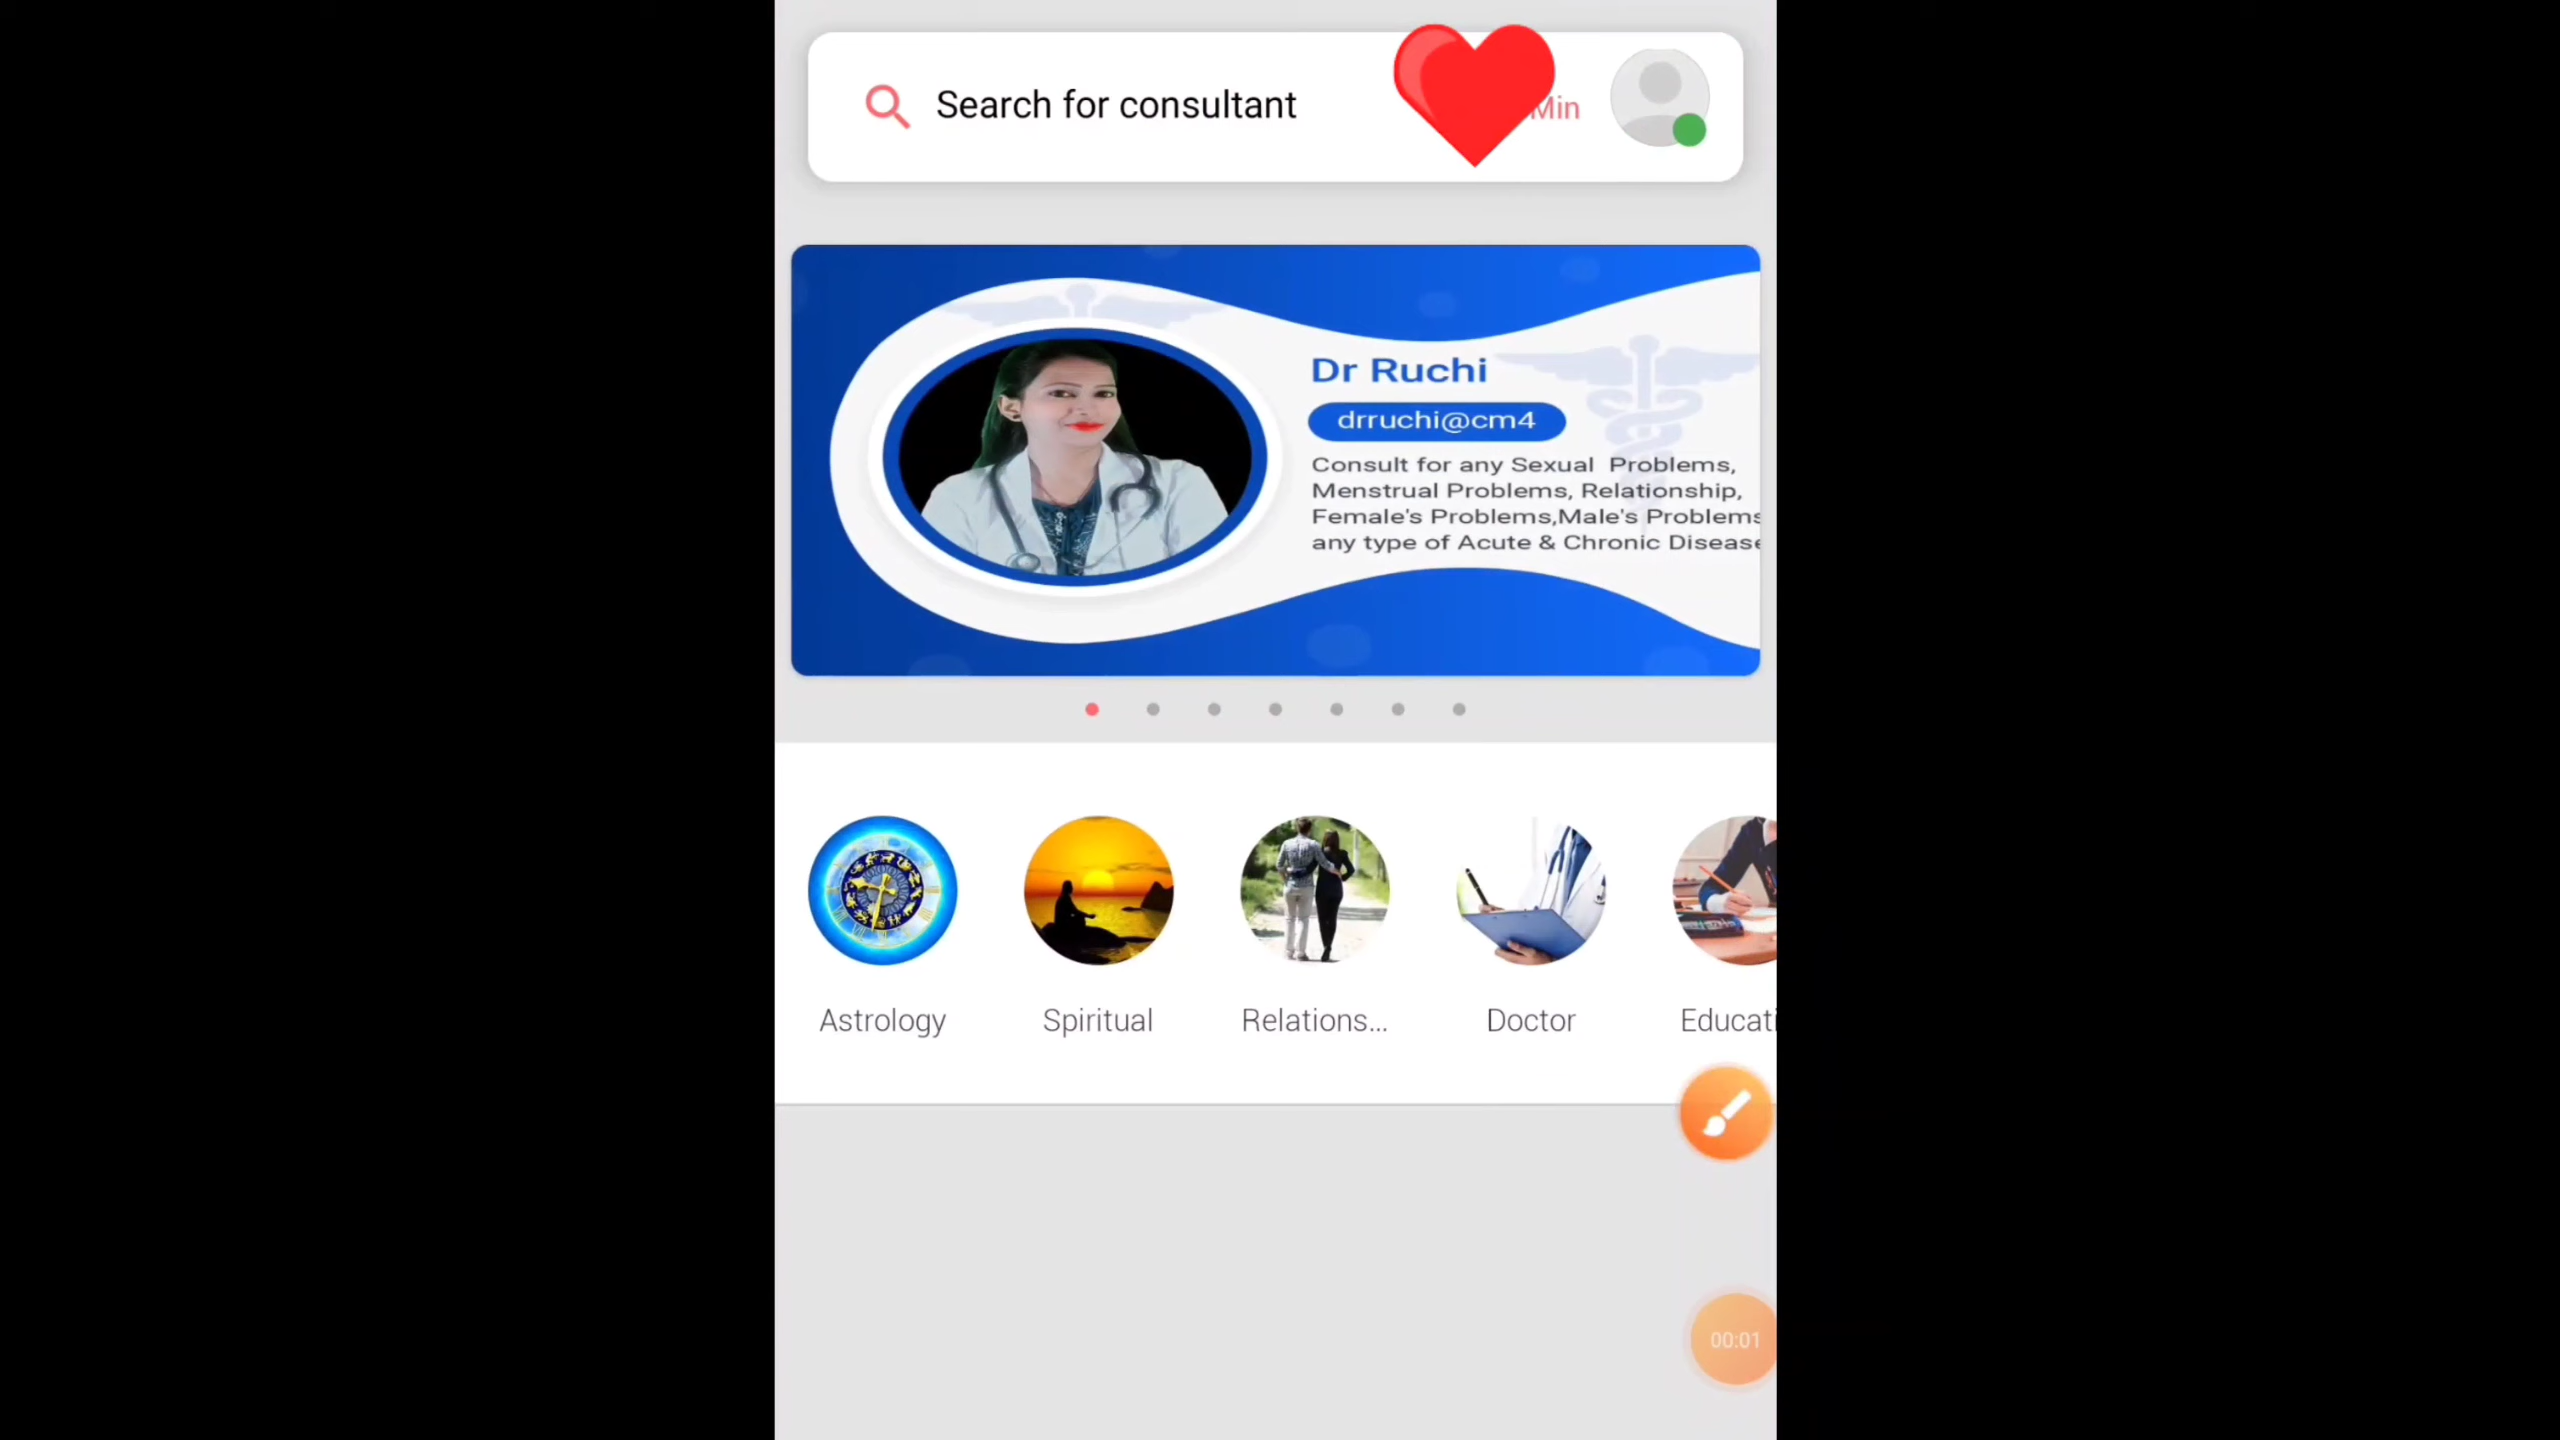 Search for consultant
Min
Dr Ruchi
drruchi@cm4
Consult for any Sexual Problems,
Menstrual Problems, Relationship,
Female's Problems,Male's Problems
any type of Acute & Chronic Disease
Astrology
Spiritual
Relations...
Doctor
Educati
00:01